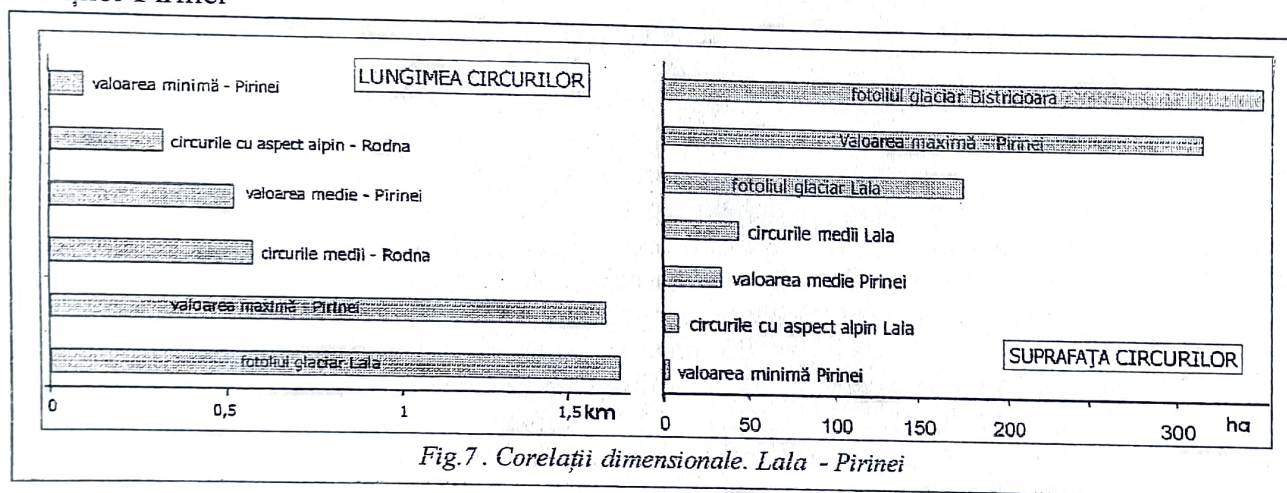 Pirinei
LUNGIMEA CIRCURILOR
valoarea minimă - Pirinei
circurile cu aspect alpin - Rodna
valoarea medie - Pirinei
circurile medii - Rodna
valoarea maximă - Pirinei
fotoliul glaciar Lala
0 0,5 1 1,5 km
fotoliul glaciar Bistricioara
Valoarea maximă - Pirinei
fotoliul glaciar Lala
circurile medii Lala
valoarea medie Pirinei
circurile cu aspect alpin Lala
SUPRAFAȚA CIRCURILOR
valoarea minimă Pirinei
0 50 100 150 200 300 ha
Fig.7. Corelații dimensionale. Lala - Pirinei